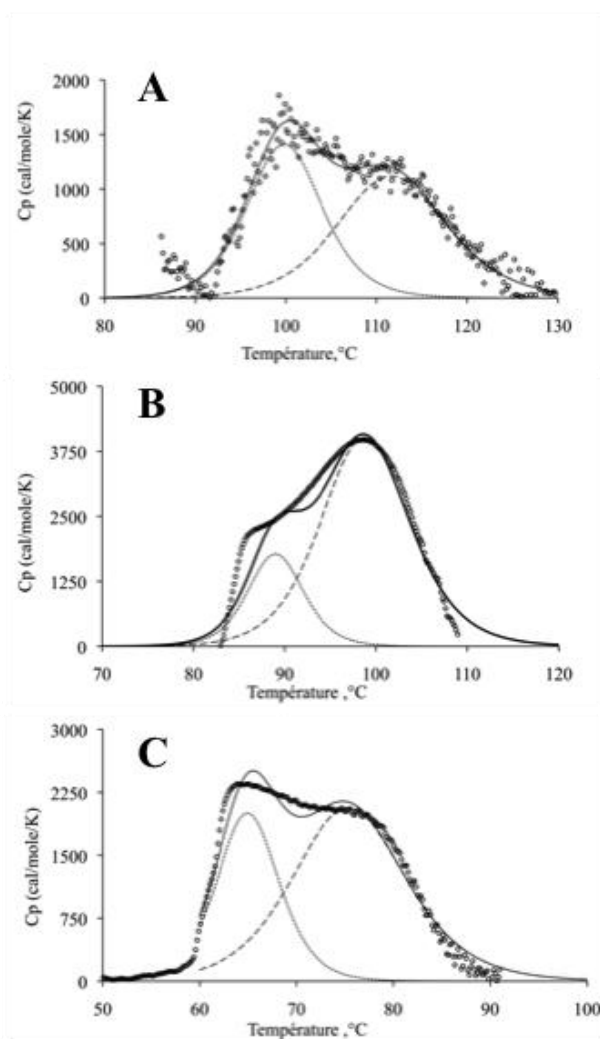 A
2000
1500
1000
500
0
Cp (cal/mole/K)
80 90 100 110 120 130
Température,°C
B
5000
3750
2500
1250
0
Cp (cal/mole/K)
70 80 90 100 110 120
Température ,°C
C
3000
2250
1500
750
0
Cp (cal/mole/K)
50 60 70 80 90 100
Température ,°C